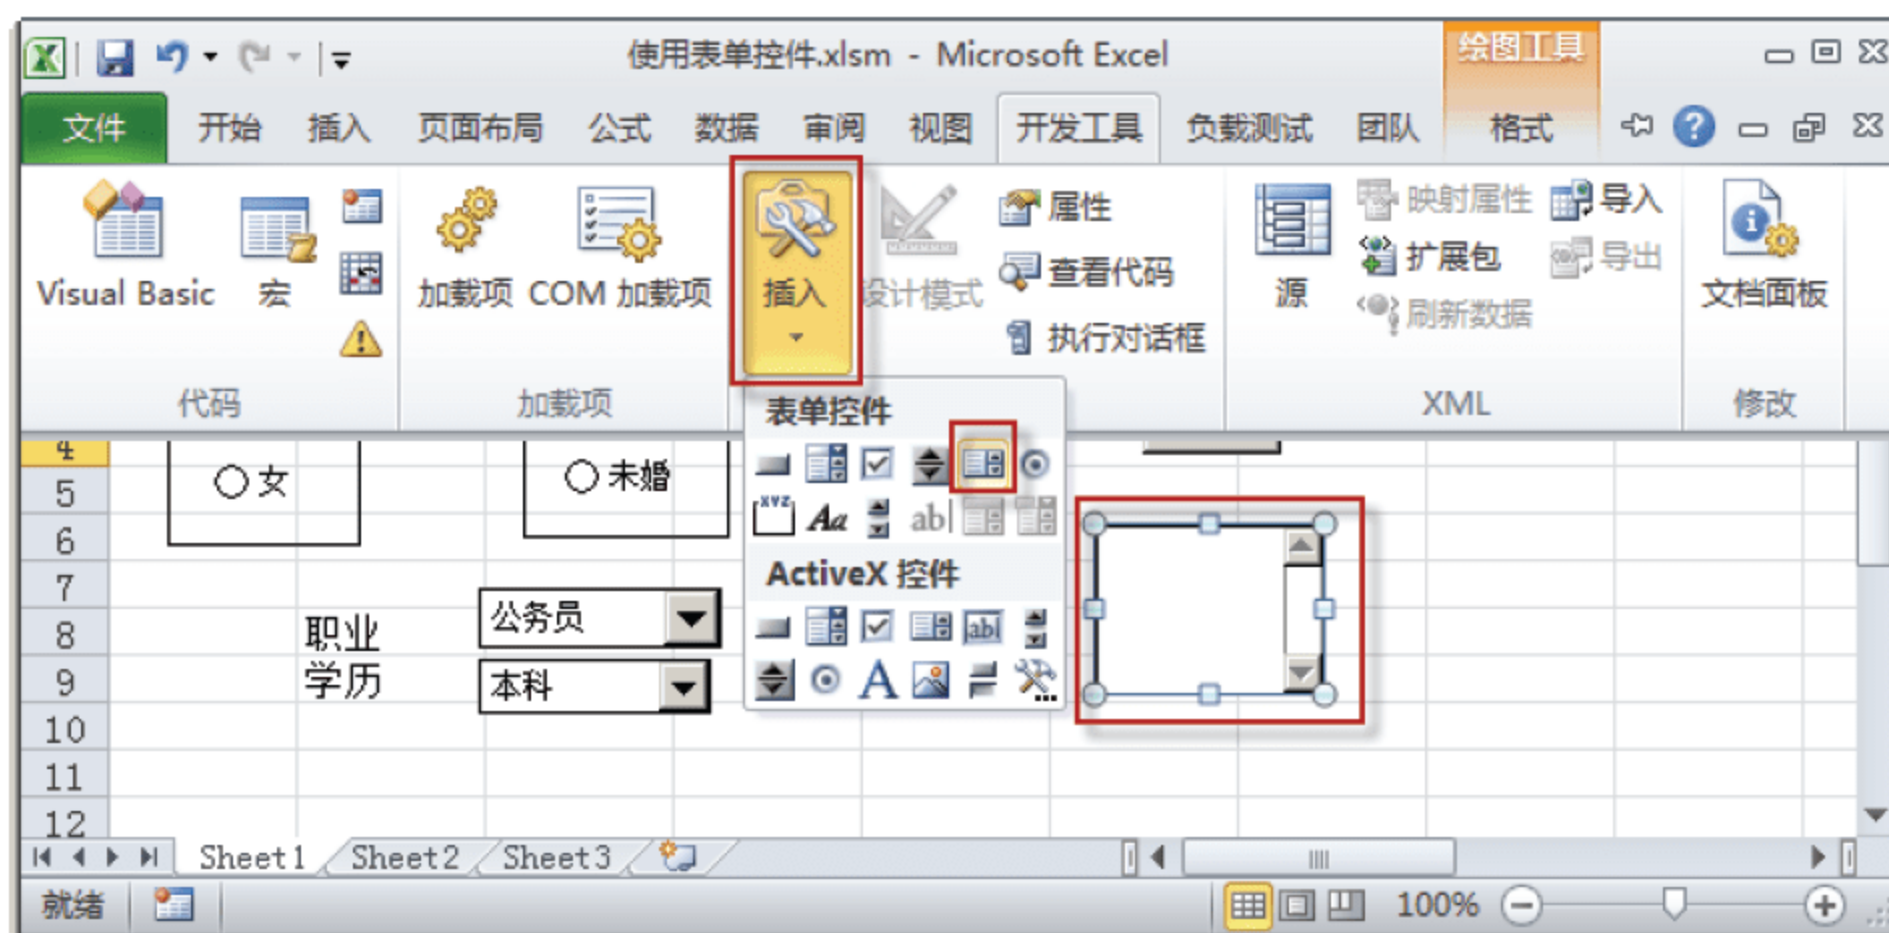 使用表单控件.xlsm - Microsoft Excel
绘图工具
文件 开始 插入 页面布局 公式 数据 审阅 视图 开发工具 负载测试 团队 格式
Visual Basic 宏 加载项 COM 加载项 插入 设计模式 属性 查看代码 执行对话框 源 映射属性 扩展包 刷新数据 导入 导出 文档面板
代码 加载项 XML 修改
表单控件
XYZ Aa ab|
ActiveX 控件
abl
A
4
5 女 未婚
6
7
8 职业 公务员
9 学历 本科
10
11
12
Sheet1 Sheet2 Sheet3
就绪 100%